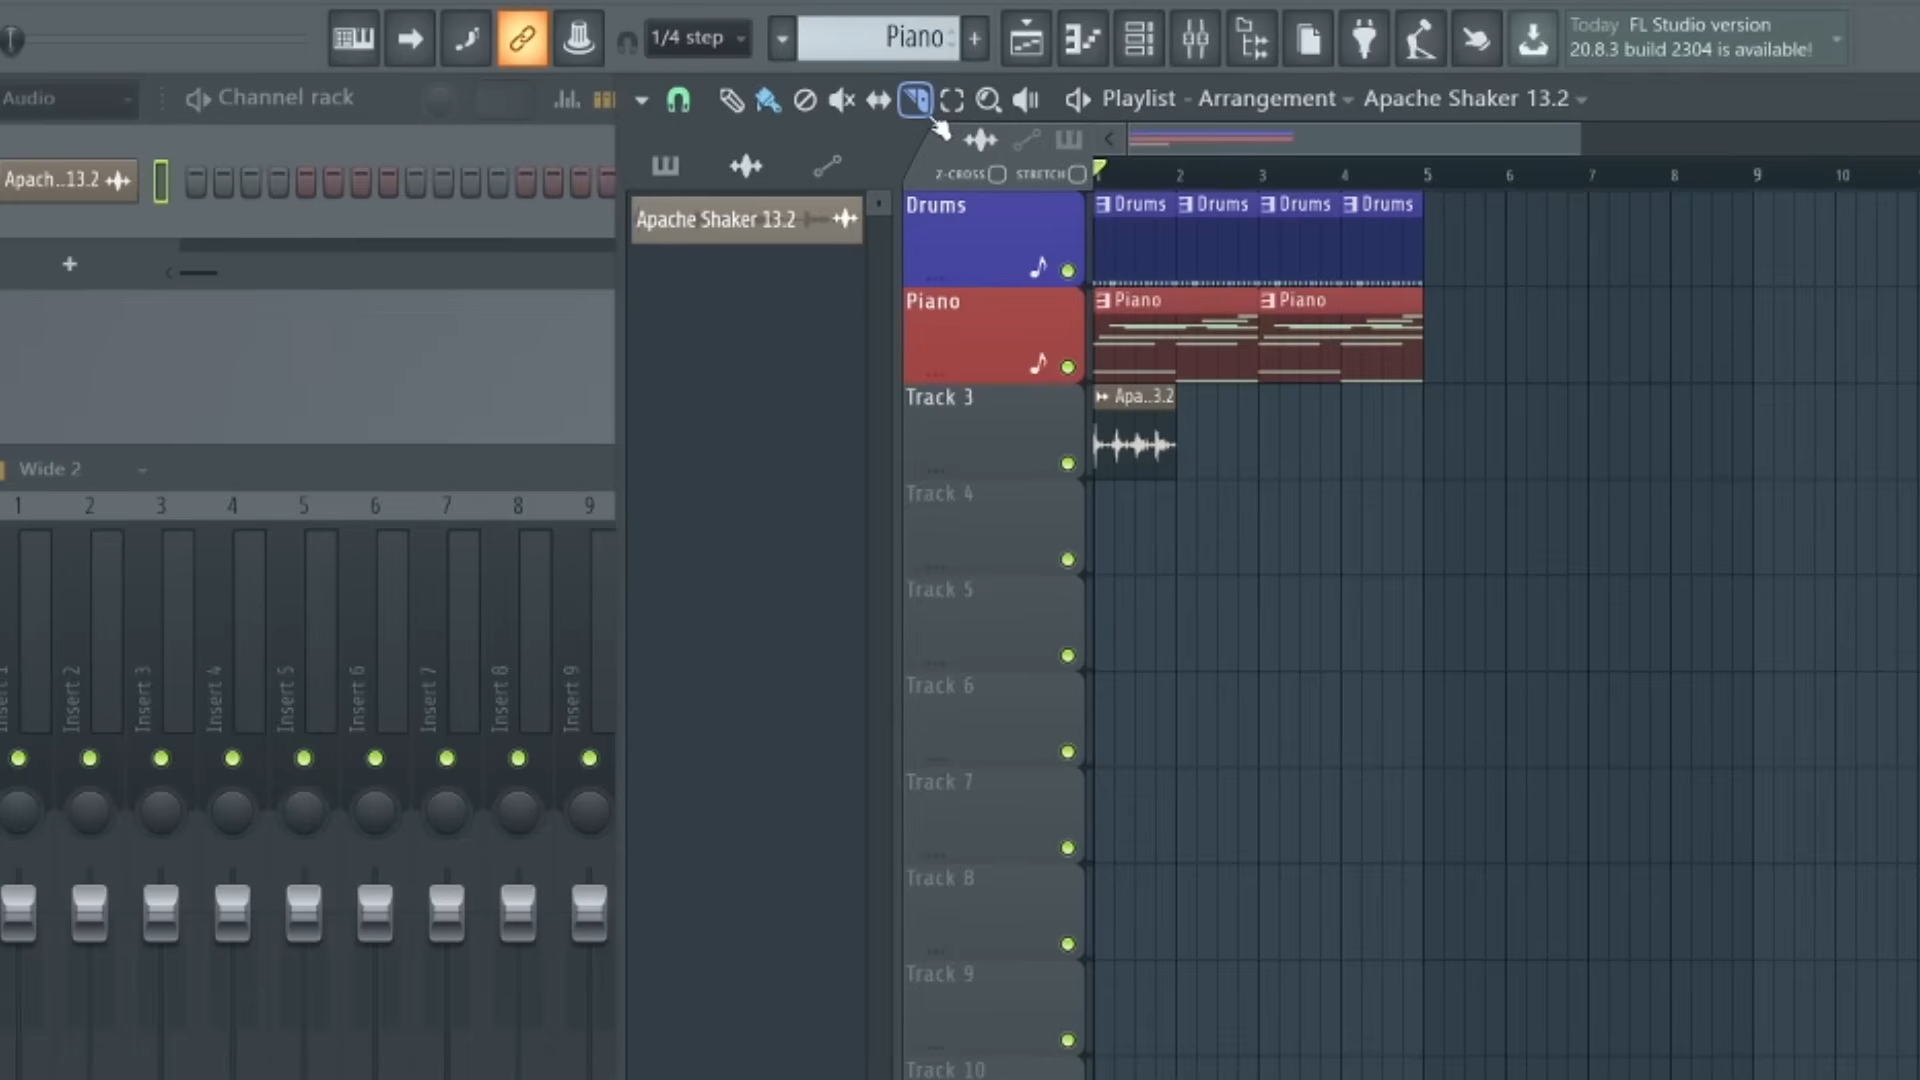 1/4 step
Piano
Today FL Studio version
20.8.3 build 2304 is available!
Audio
Channel rack
Playlist - Arrangement
Apache Shaker 13.2
Z-CROSS
STRETCH
Apach..13.2
Apache Shaker 13.2
2 3 4 5 6 7 8 9 10
Drums
Drums Drums Drums Drums
Piano
Piano Piano
Track 3
Apa..3.2
Track 4
Wide 2
1 2 3 4 5 6 7 8 9
Track 5
Track 6
Insert 1
Insert 2
Insert 3
Insert 4
Insert 5
Insert 6
Insert 7
Insert 8
Insert 9
Track 7
Track 8
Track 9
Track 10